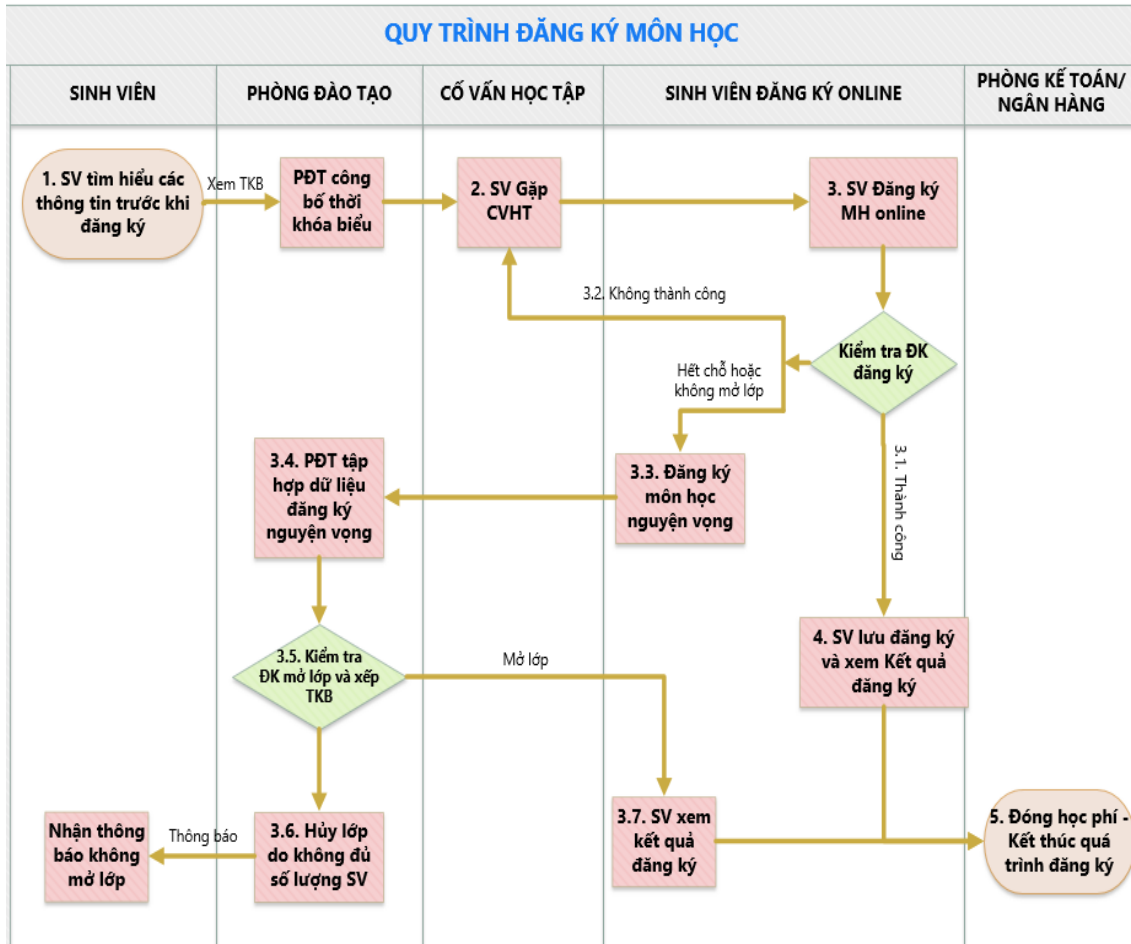 QUY TRÌNH ĐĂNG KÝ MÔN HỌC
SINH VIÊN
PHÒNG ĐÀO TẠO
CỐ VẤN HỌC TẬP
SINH VIÊN ĐĂNG KÝ ONLINE
PHÒNG KẾ TOÁN/
NGÂN HÀNG
1. SV tìm hiểu các
thông tin trước khi
đăng ký
Xem TKB
PĐT công
bố thời
khóa biểu
2. SV Gặp
CVHT
3. SV Đăng ký
MH online
3.2. Không thành công
Kiểm tra ĐK
đăng ký
Hết chỗ hoặc
không mở lớp
3.1. Thành công
3.4. PĐT tập
hợp dữ liệu
đăng ký
nguyện vọng
3.3. Đăng ký
môn học
nguyện vọng
3.5. Kiểm tra
ĐK mở lớp và xếp
TKB
Mở lớp
4. SV lưu đăng ký
và xem Kết quả
đăng ký
Nhận thông
báo không
mở lớp
Thông báo
3.6. Hủy lớp
do không đủ
số lượng SV
3.7. SV xem
kết quả
đăng ký
5. Đóng học phí -
Kết thúc quá
trình đăng ký